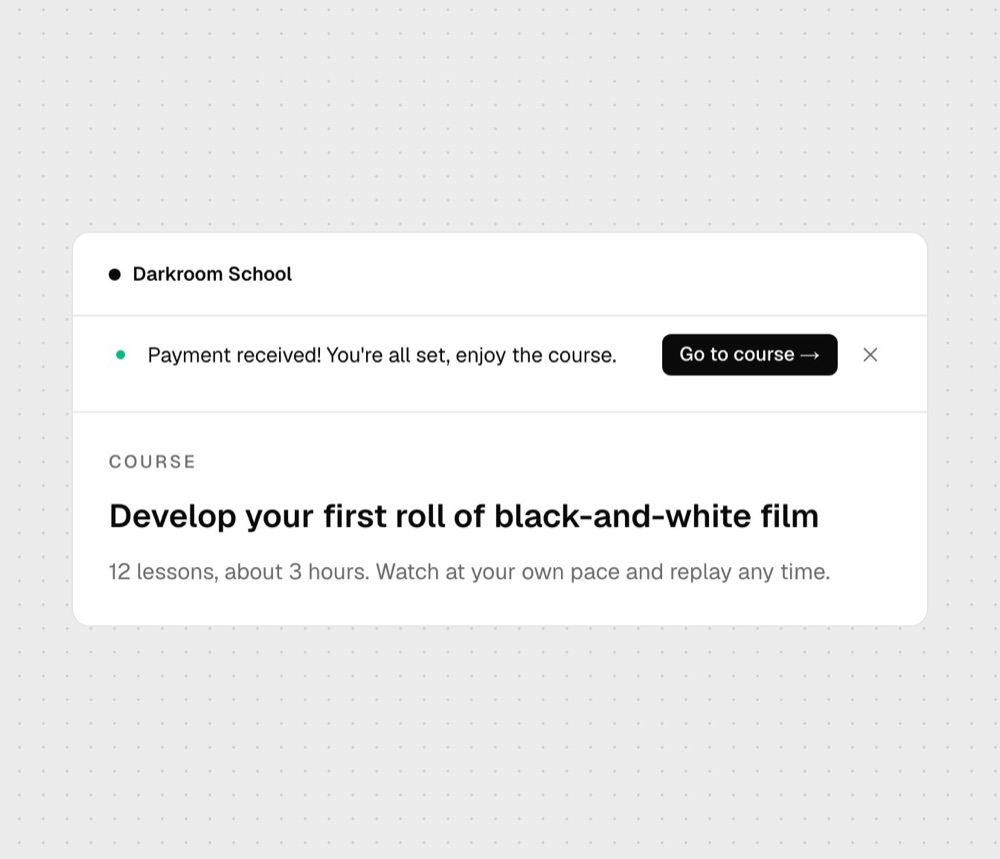 Darkroom School
Payment received! You're all set, enjoy the course.
Go to course →
COURSE
Develop your first roll of black-and-white film
12 lessons, about 3 hours. Watch at your own pace and replay any time.